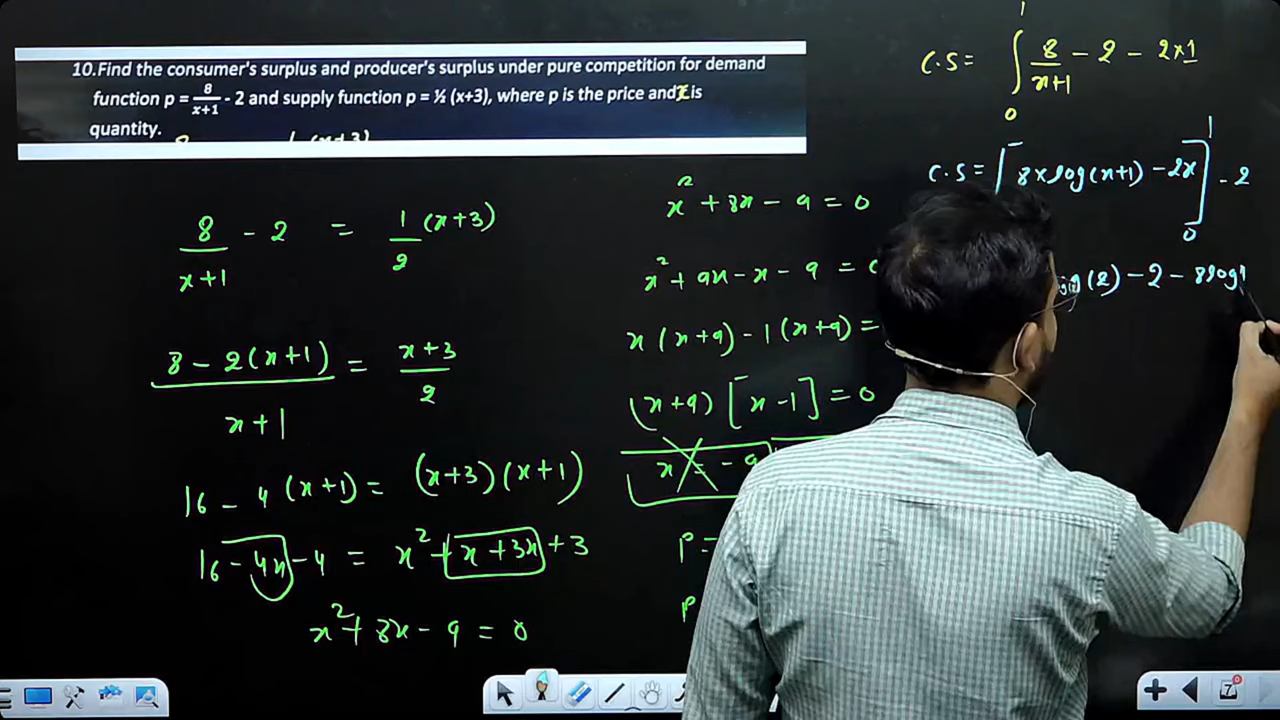 10.Find the consumer's surplus and producer's surplus under pure competition for demand
function p = 8/(x+1) - 2 and supply function p = ½ (x+3), where p is the price and x is
quantity.
8/(x+1) - 2 = 1/2 (x+3)
(8 - 2(x+1))/(x+1) = (x+3)/2
16 - 4(x+1) = (x+3)(x+1)
16 - 4x - 4 = x² + x + 3x + 3
x² + 8x - 9 = 0
x² + 8x - 9 = 0
x² + 9x - x - 9 =
x(x+9) - 1(x+9) =
(x+9) [x-1] = 0
x = -9
P =
P
C.S = ∫₀¹ 8/(x+1) - 2 - 2×1
C.S = [8×log(x+1) - 2x]₀¹ - 2
(2) - 2 - 8log1
7